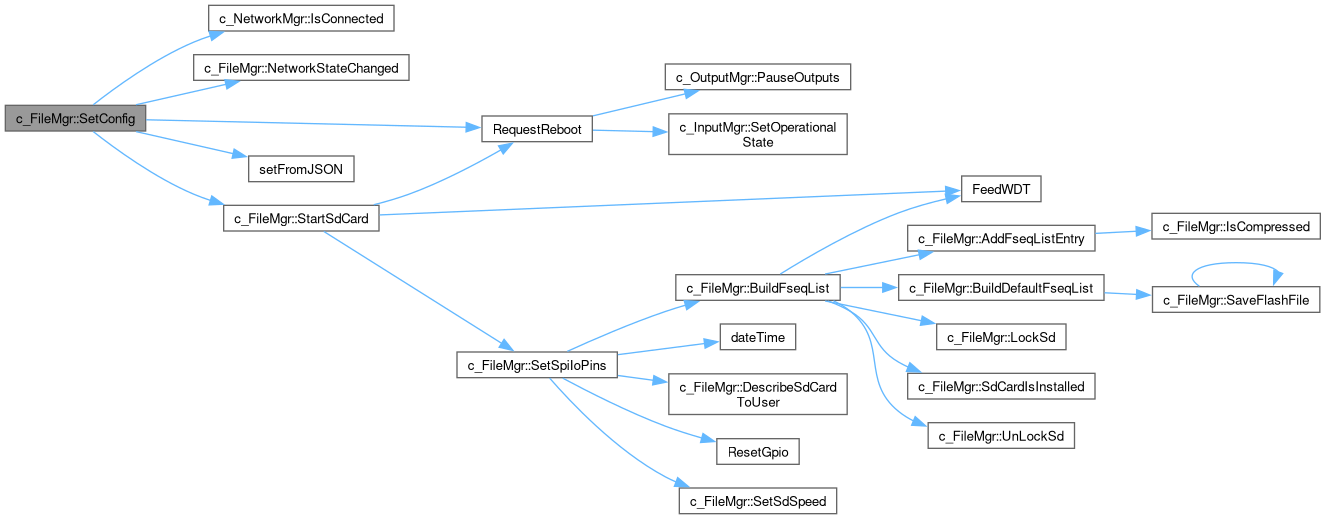 c_NetworkMgr::IsConnected
c_FileMgr::NetworkStateChanged
c_FileMgr::SetConfig
c_OutputMgr::PauseOutputs
RequestReboot
c_InputMgr::SetOperational
State
setFromJSON
c_FileMgr::StartSdCard
FeedWDT
c_FileMgr::AddFseqListEntry
c_FileMgr::IsCompressed
c_FileMgr::BuildFseqList
c_FileMgr::BuildDefaultFseqList
c_FileMgr::SaveFlashFile
c_FileMgr::LockSd
dateTime
c_FileMgr::SetSpiIoPins
c_FileMgr::DescribeSdCard
ToUser
c_FileMgr::SdCardIsInstalled
c_FileMgr::UnLockSd
ResetGpio
c_FileMgr::SetSdSpeed